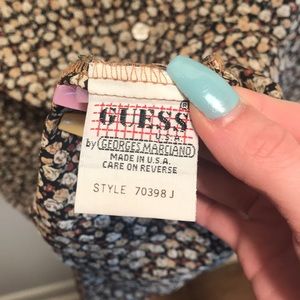 GUESS®
U.S.A.
by GEORGES MARCIANO
MADE IN U.S.A.
CARE ON REVERSE
STYLE 70398 J